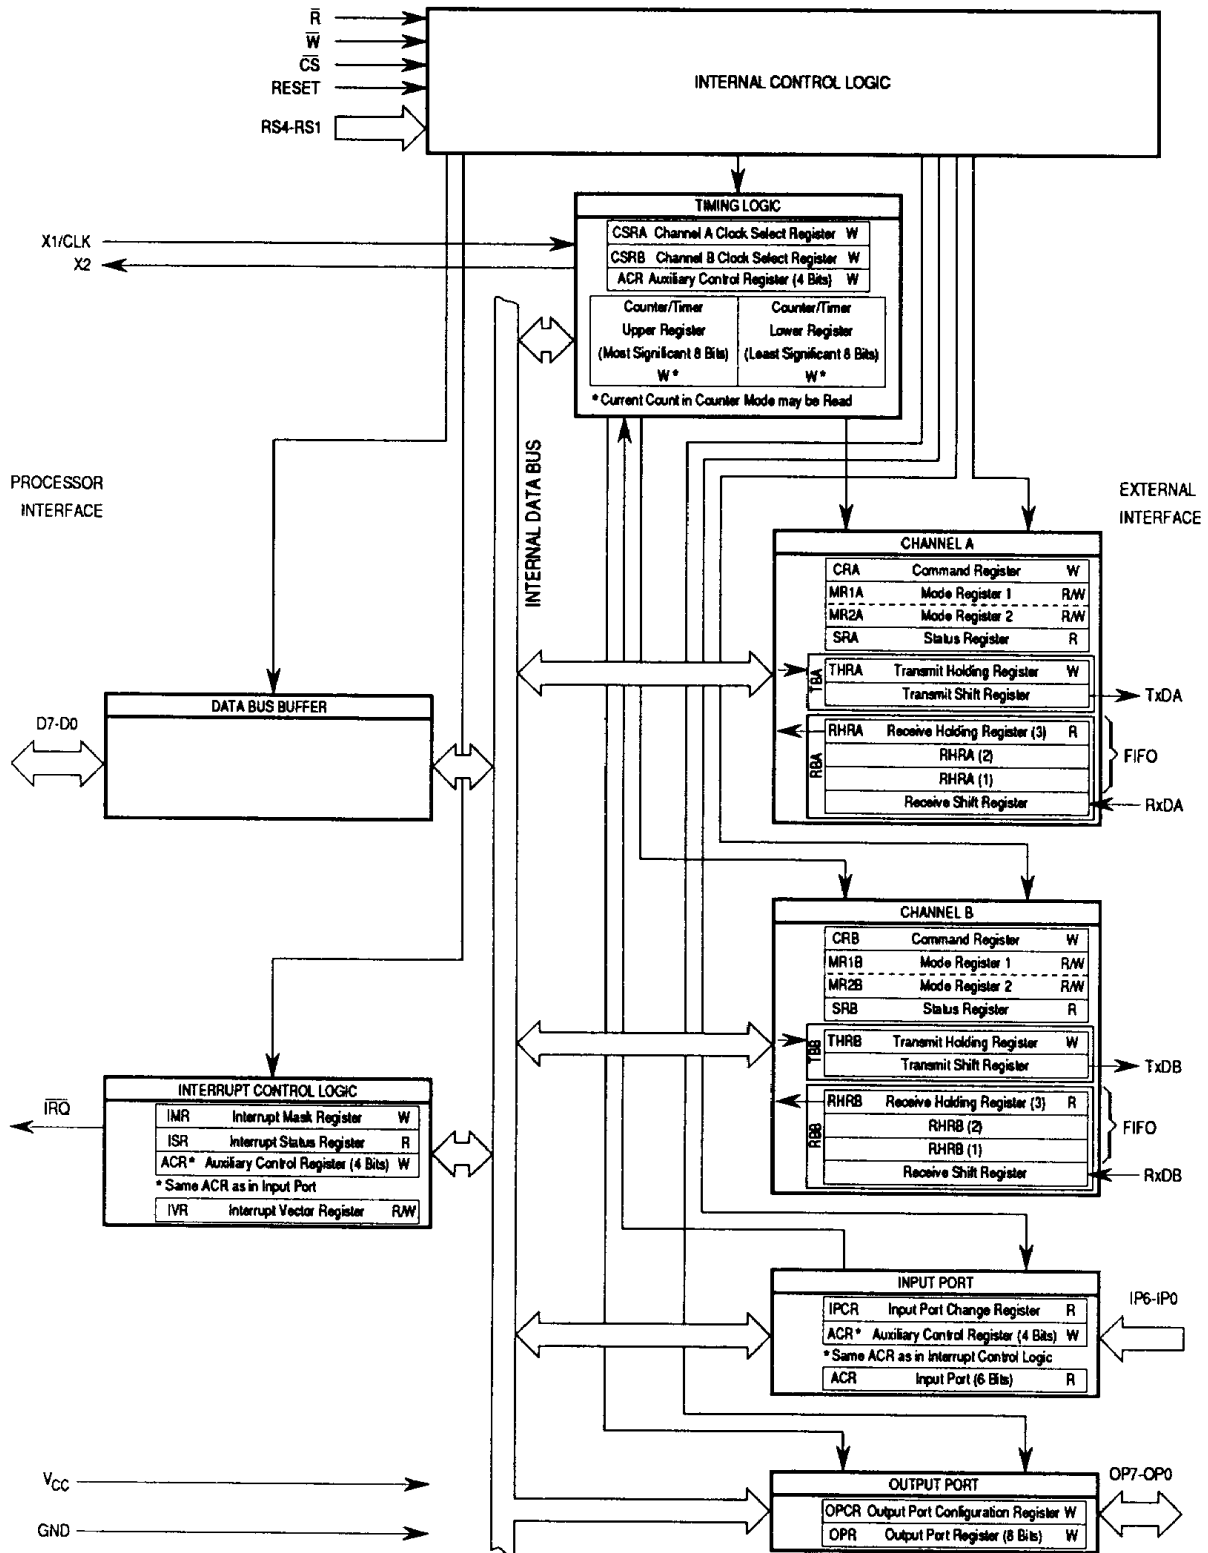 R
W
CS
RESET
RS4-RS1
INTERNAL CONTROL LOGIC
TIMING LOGIC
CSRA Channel A Clock Select Register W
CSRB Channel B Clock Select Register W
ACR Auxiliary Control Register (4 Bits) W
Counter/Timer
Upper Register
(Most Significant 8 Bits)
W*
Counter/Timer
Lower Register
(Least Significant 8 Bits)
W*
* Current Count in Counter Mode may be Read
X1/CLK
X2
INTERNAL DATA BUS
PROCESSOR
INTERFACE
EXTERNAL
INTERFACE
CHANNEL A
CRA Command Register W
MR1A Mode Register 1 R/W
MR2A Mode Register 2 R/W
SRA Status Register R
TBA
THRA Transmit Holding Register W
Transmit Shift Register
TxDA
RBA
RHRA Receive Holding Register (3) R
RHRA (2)
RHRA (1)
Receive Shift Register
FIFO
RxDA
DATA BUS BUFFER
D7-D0
CHANNEL B
CRB Command Register W
MR1B Mode Register 1 R/W
MR2B Mode Register 2 R/W
SRB Status Register R
TBB
THRB Transmit Holding Register W
Transmit Shift Register
TxDB
RBB
RHRB Receive Holding Register (3) R
RHRB (2)
RHRB (1)
Receive Shift Register
FIFO
RxDB
INTERRUPT CONTROL LOGIC
IRQ
IMR Interrupt Mask Register W
ISR Interrupt Status Register R
ACR* Auxiliary Control Register (4 Bits) W
* Same ACR as in Input Port
IVR Interrupt Vector Register R/W
INPUT PORT
IPCR Input Port Change Register R
ACR* Auxiliary Control Register (4 Bits) W
* Same ACR as in Interrupt Control Logic
ACR Input Port (6 Bits) R
IP6-IP0
OUTPUT PORT
OPCR Output Port Configuration Register W
OPR Output Port Register (8 Bits) W
OP7-OP0
VCC
GND